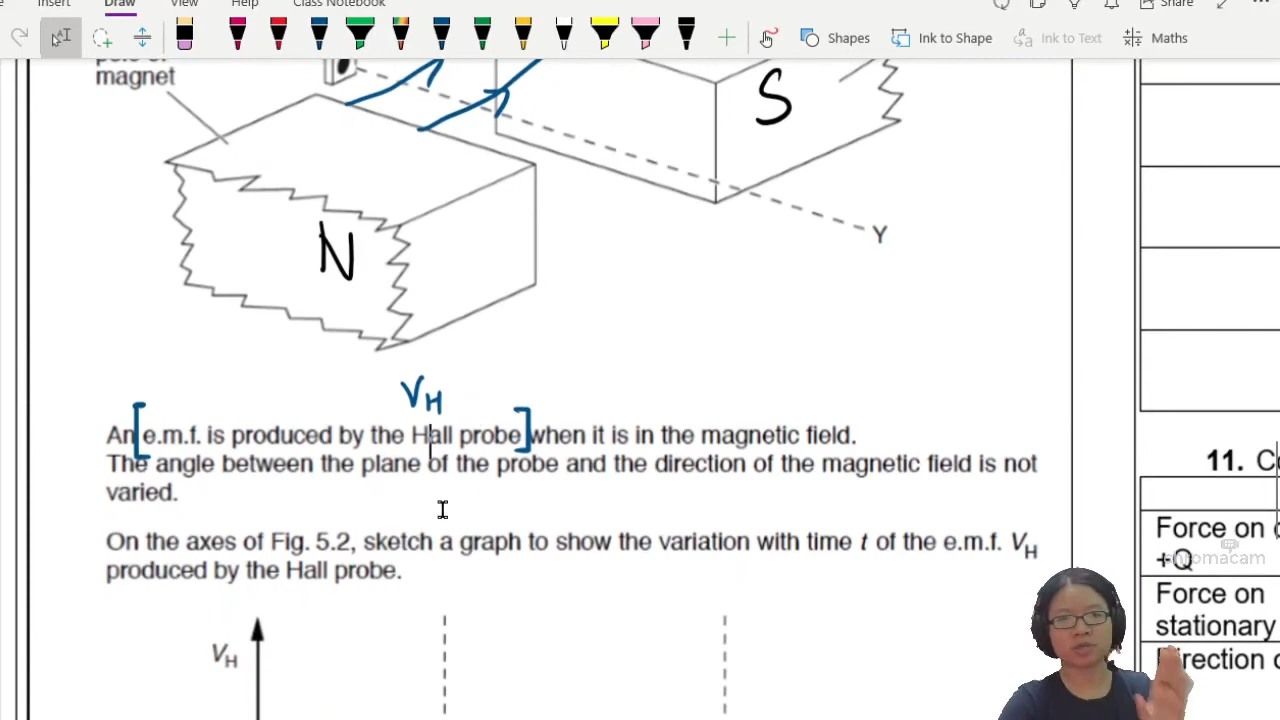 Insert Draw View Help Class Notebook Share
Shapes Ink to Shape Ink to Text Maths
pole of
magnet
S
N
Y
VH
An [e.m.f. is produced by the Hall probe] when it is in the magnetic field.
The angle between the plane of the probe and the direction of the magnetic field is not
varied.
On the axes of Fig. 5.2, sketch a graph to show the variation with time t of the e.m.f. VH
produced by the Hall probe.
VH
11. Co
Force on
+Q
chromacam
Force on
stationary
Direction